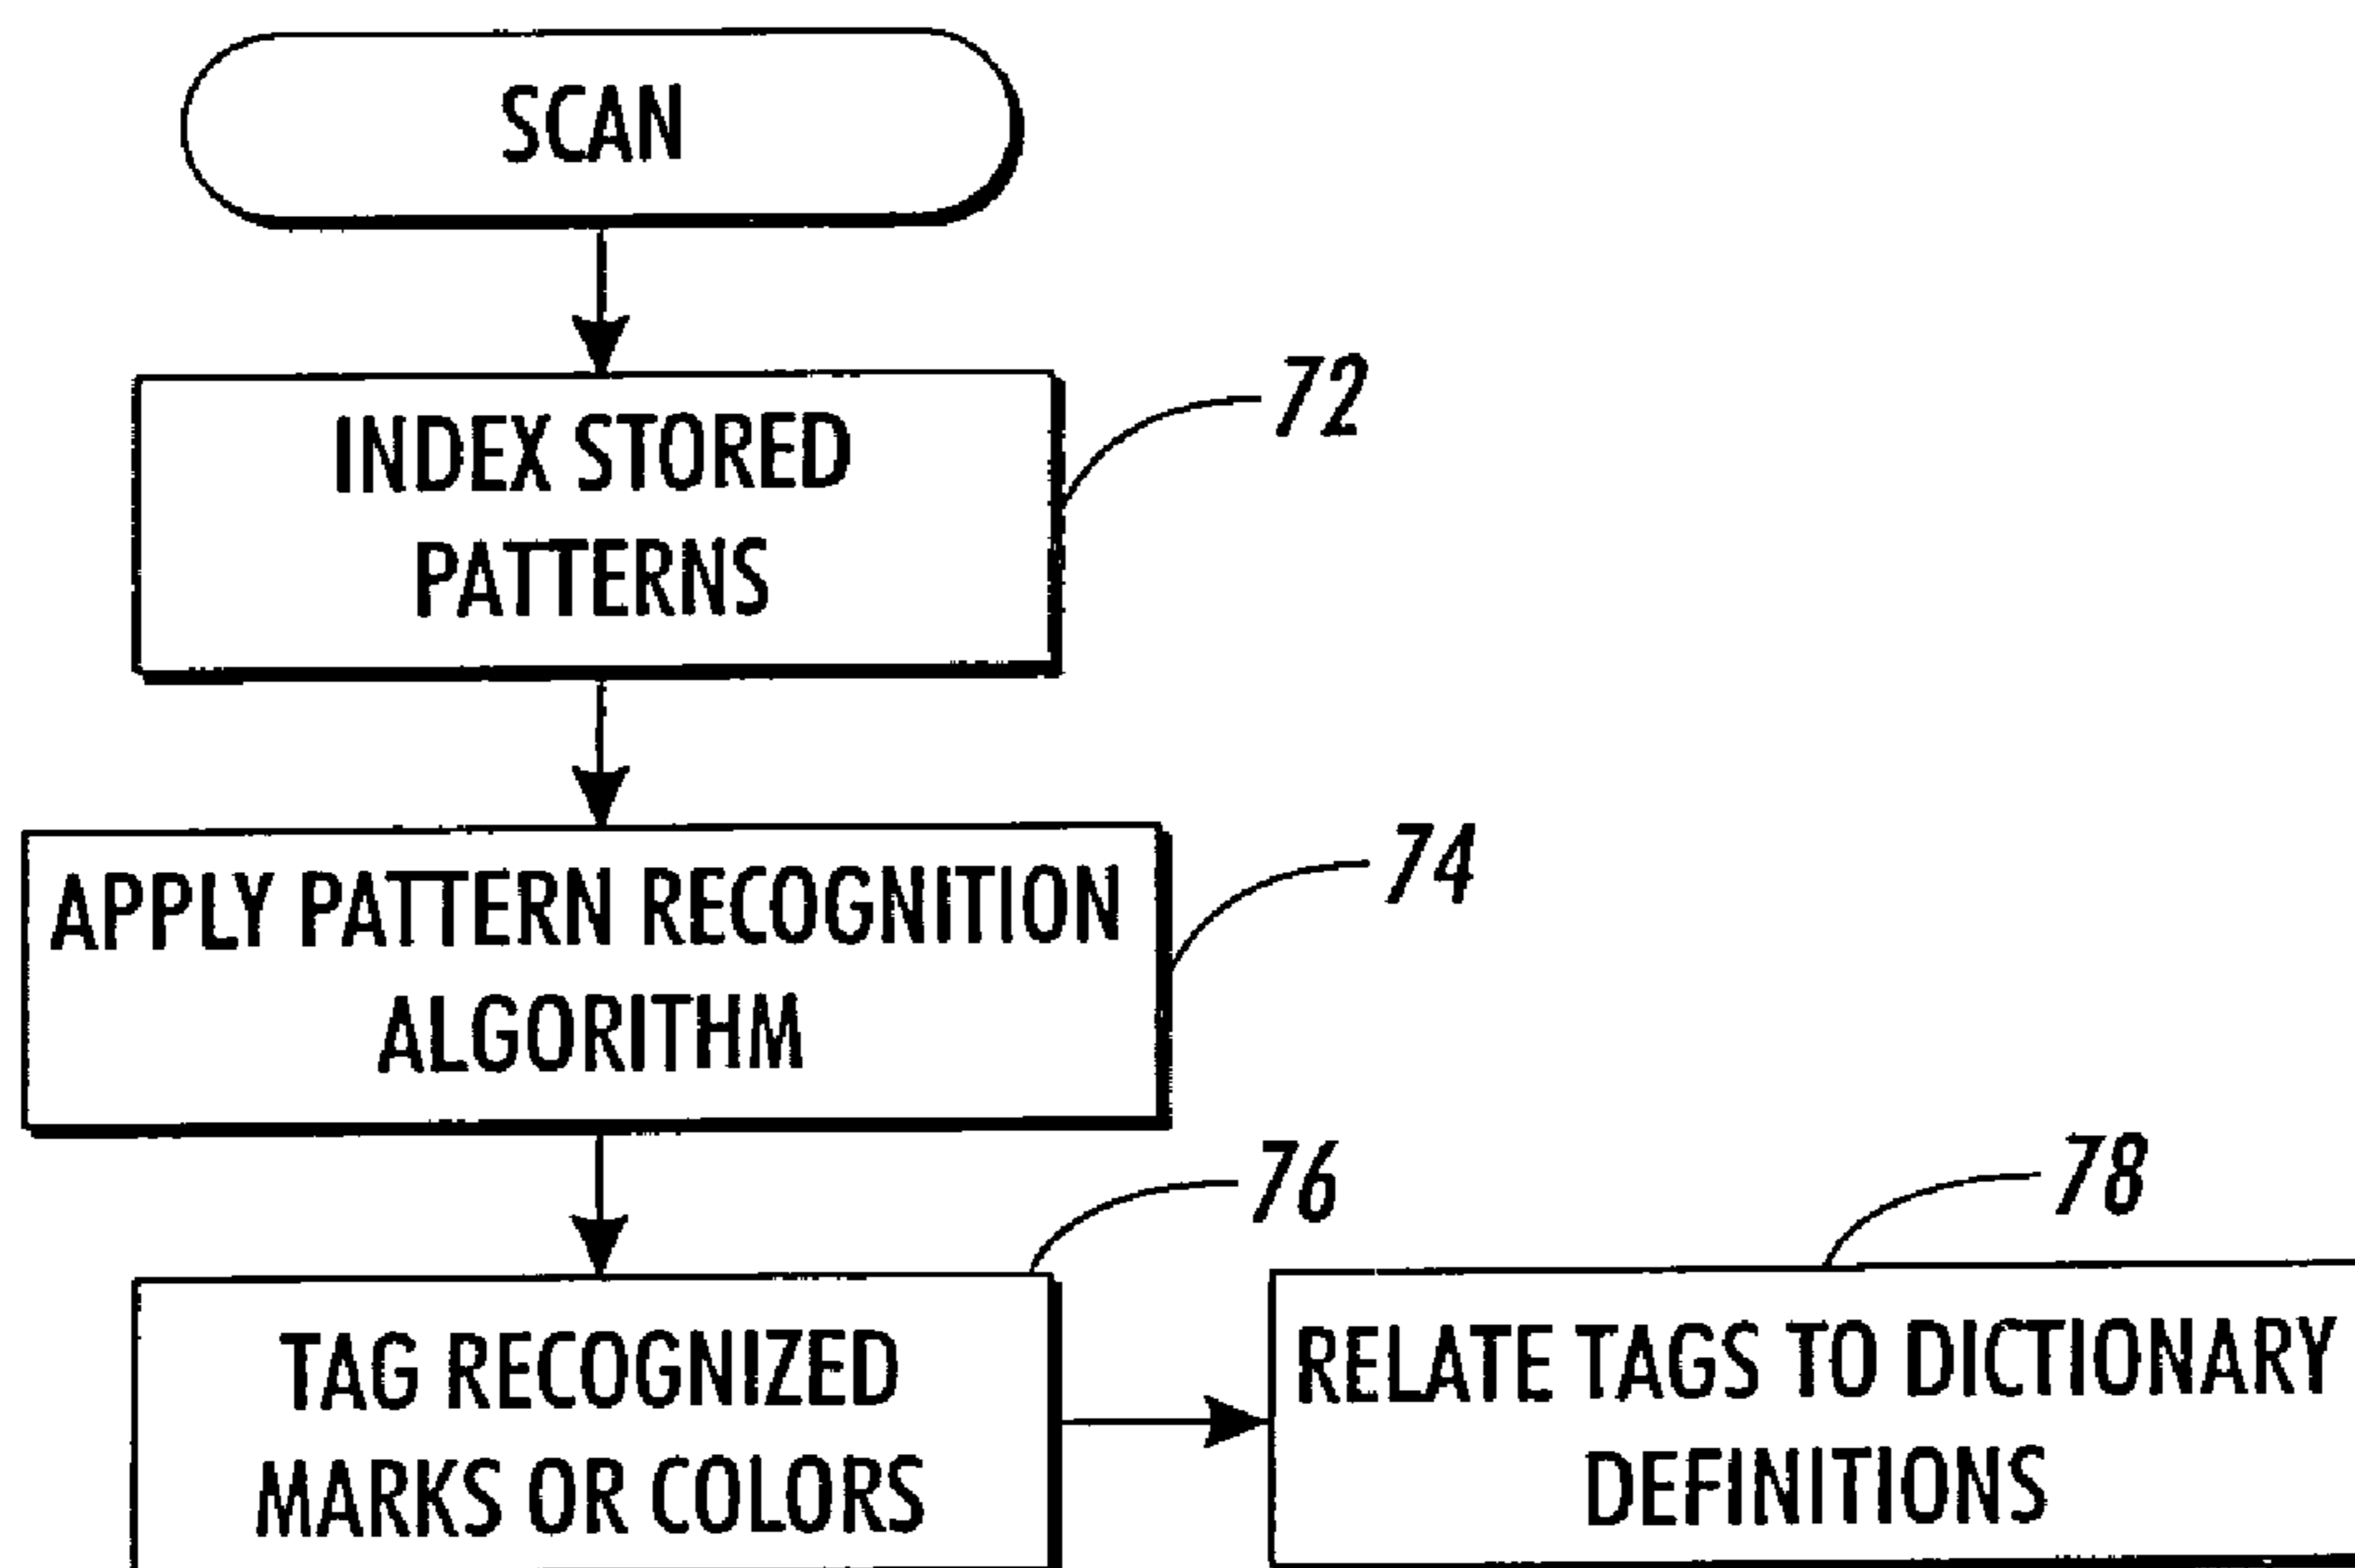 SCAN
INDEX STORED
PATTERNS
72
APPLY PATTERN RECOGNITION
ALGORITHM
74
TAG RECOGNIZED
MARKS OR COLORS
76
RELATE TAGS TO DICTIONARY
DEFINITIONS
78